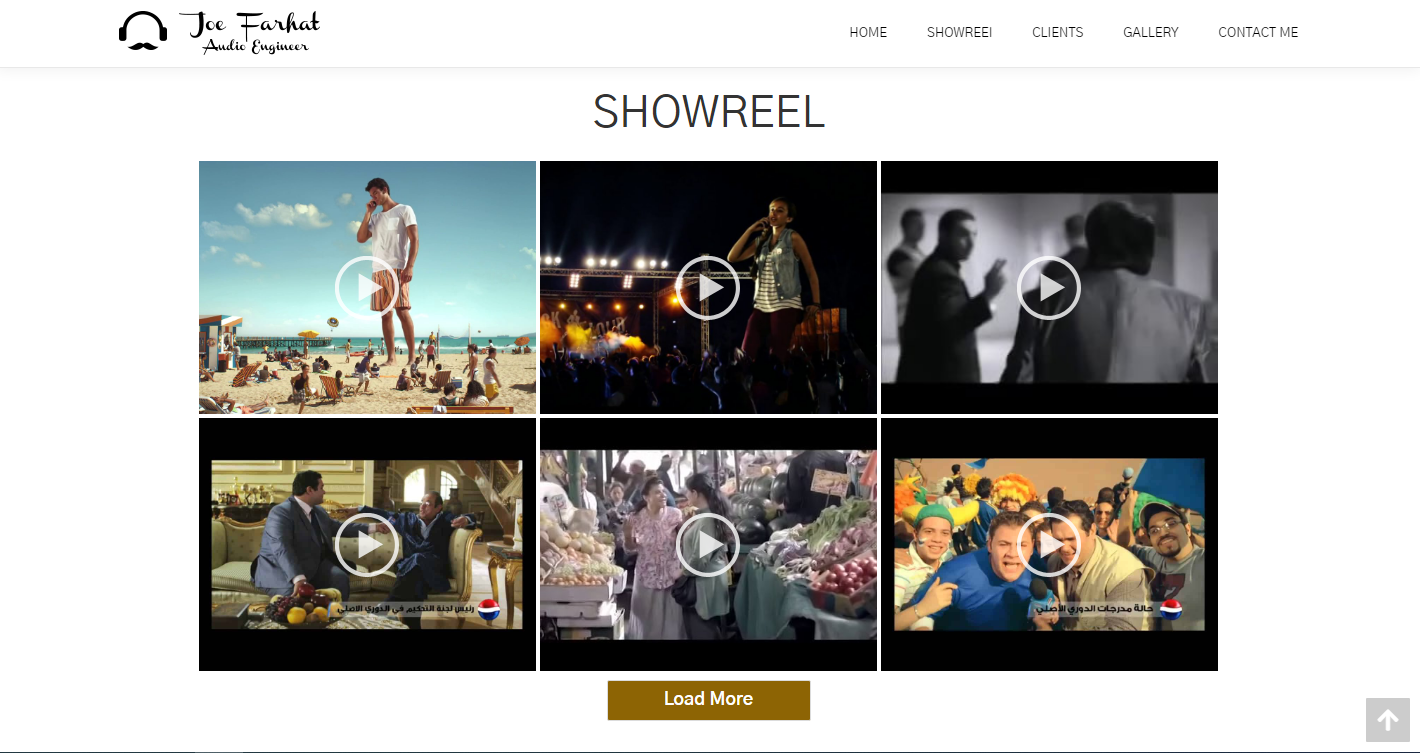 Joe Farhat
Audio Engineer
HOME
SHOWREEl
CLIENTS
GALLERY
CONTACT ME
SHOWREEL
رئيس لجنة التحكيم في الدوري الأصلي
حالة مدرجات الدوري الأصلي
Load More